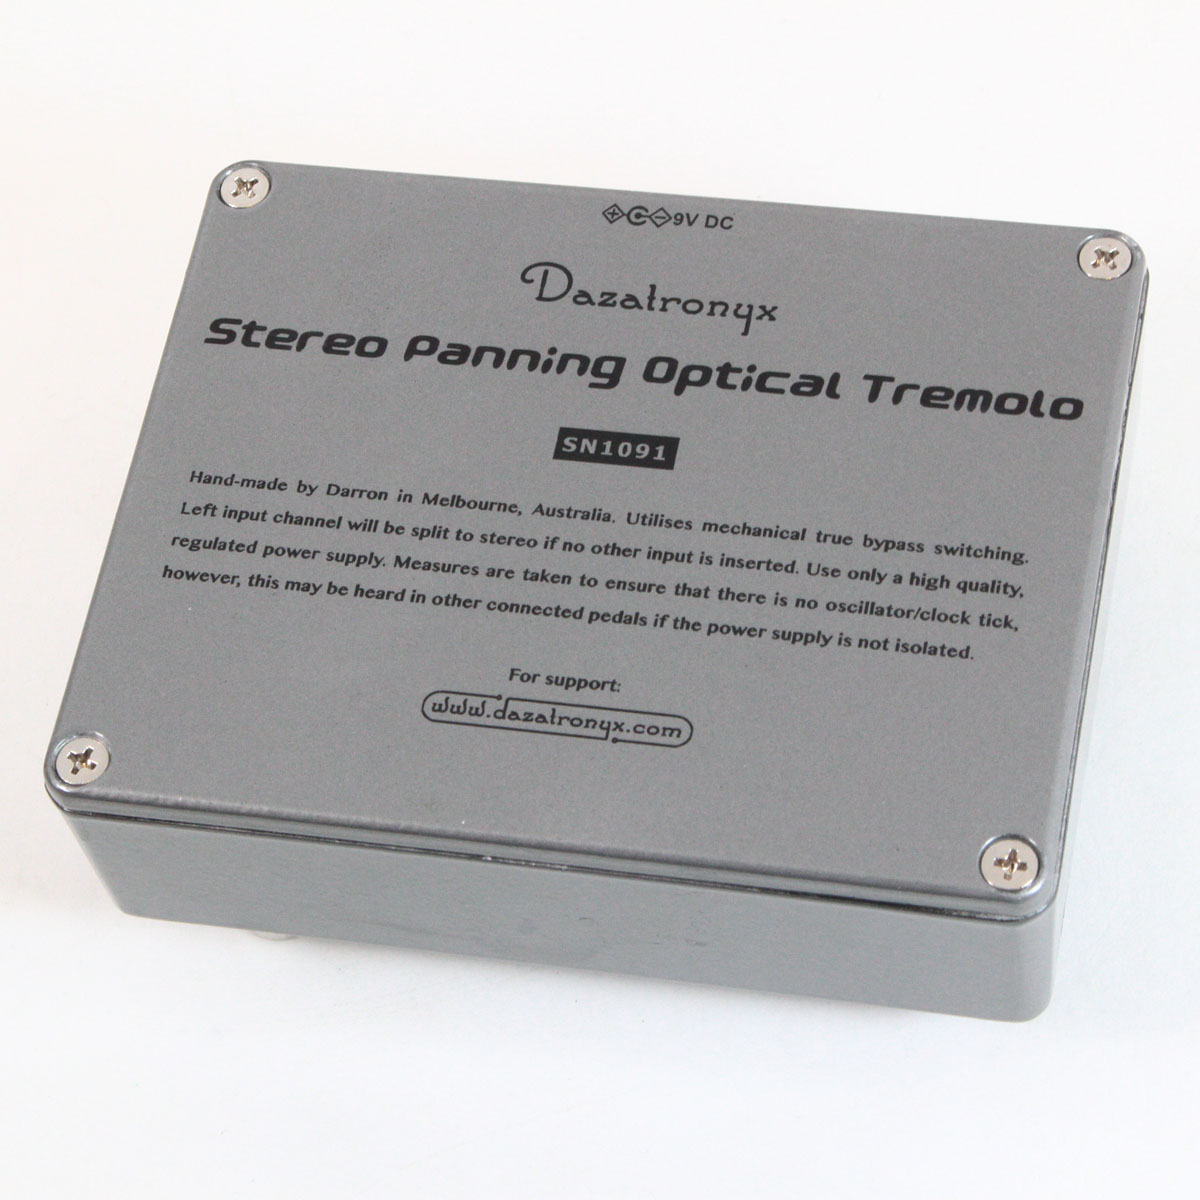 9V DC
Dazatronyx
Stereo Panning Optical Tremolo
SN1091
Hand-made by Darron in Melbourne, Australia. Utilises mechanical true bypass switching.
Left input channel will be split to stereo if no other input is inserted. Use only a high quality,
regulated power supply. Measures are taken to ensure that there is no oscillator/clock tick,
however, this may be heard in other connected pedals if the power supply is not isolated.
For support:
www.dazatronyx.com